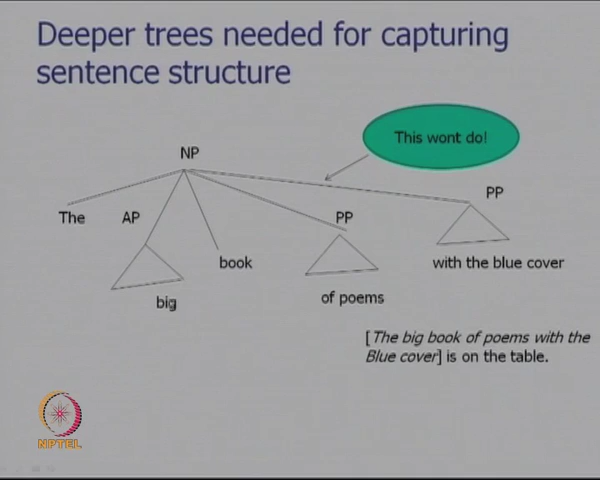 Deeper trees needed for capturing
sentence structure
This wont do!
NP
PP
The
AP
PP
book
with the blue cover
big
of poems
[The big book of poems with the
Blue cover] is on the table.
NPTEL